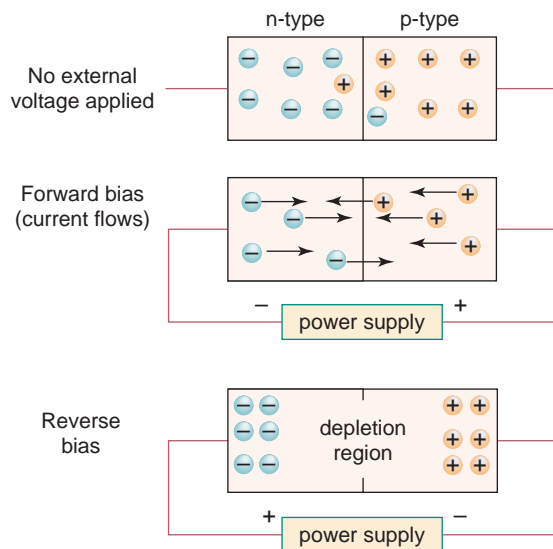 n-type p-type
No external
voltage applied
Forward bias
(current flows)
− power supply +
Reverse
bias
depletion
region
+ power supply −